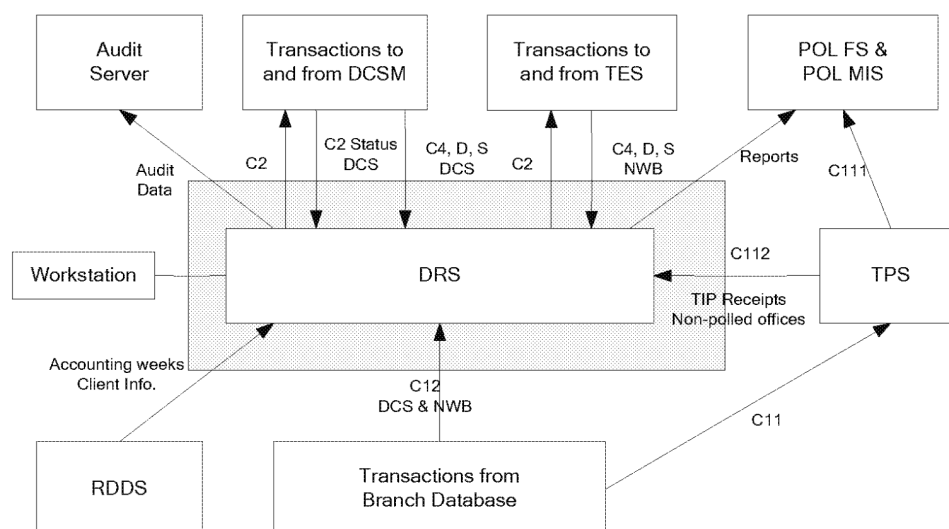 Audit
Server
Transactions to
and from DCSM
Transactions to
and from TES
POL FS &
POL MIS
C2 Status
DCS
C4, D, S
DCS
C4, D, S
NWB
Audit
Data
C2
C2
Reports
C111
Workstation
DRS
C112
TIP Receipts
Non-polled offices
TPS
Accounting weeks
Client Info.
C12
DCS & NWB
C11
RDDS
Transactions from
Branch Database